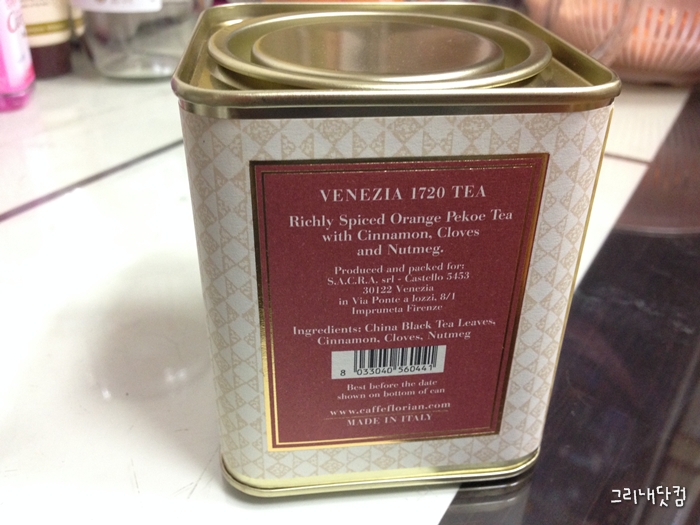 VENEZIA 1720 TEA
Richly Spiced Orange Pekoe Tea
with Cinnamon, Cloves
and Nutmeg.
Produced and packed for:
S.A.C.R.A. srl - Castello 5453
30122 Venezia
in Via Ponte a Iozzi, 8/1
Impruneta Firenze
Ingredients: China Black Tea Leaves,
Cinnamon, Cloves, Nutmeg
8 033040 560441
Best before the date
shown on bottom of can
www.caffeflorian.com
MADE IN ITALY
그리내닷컴